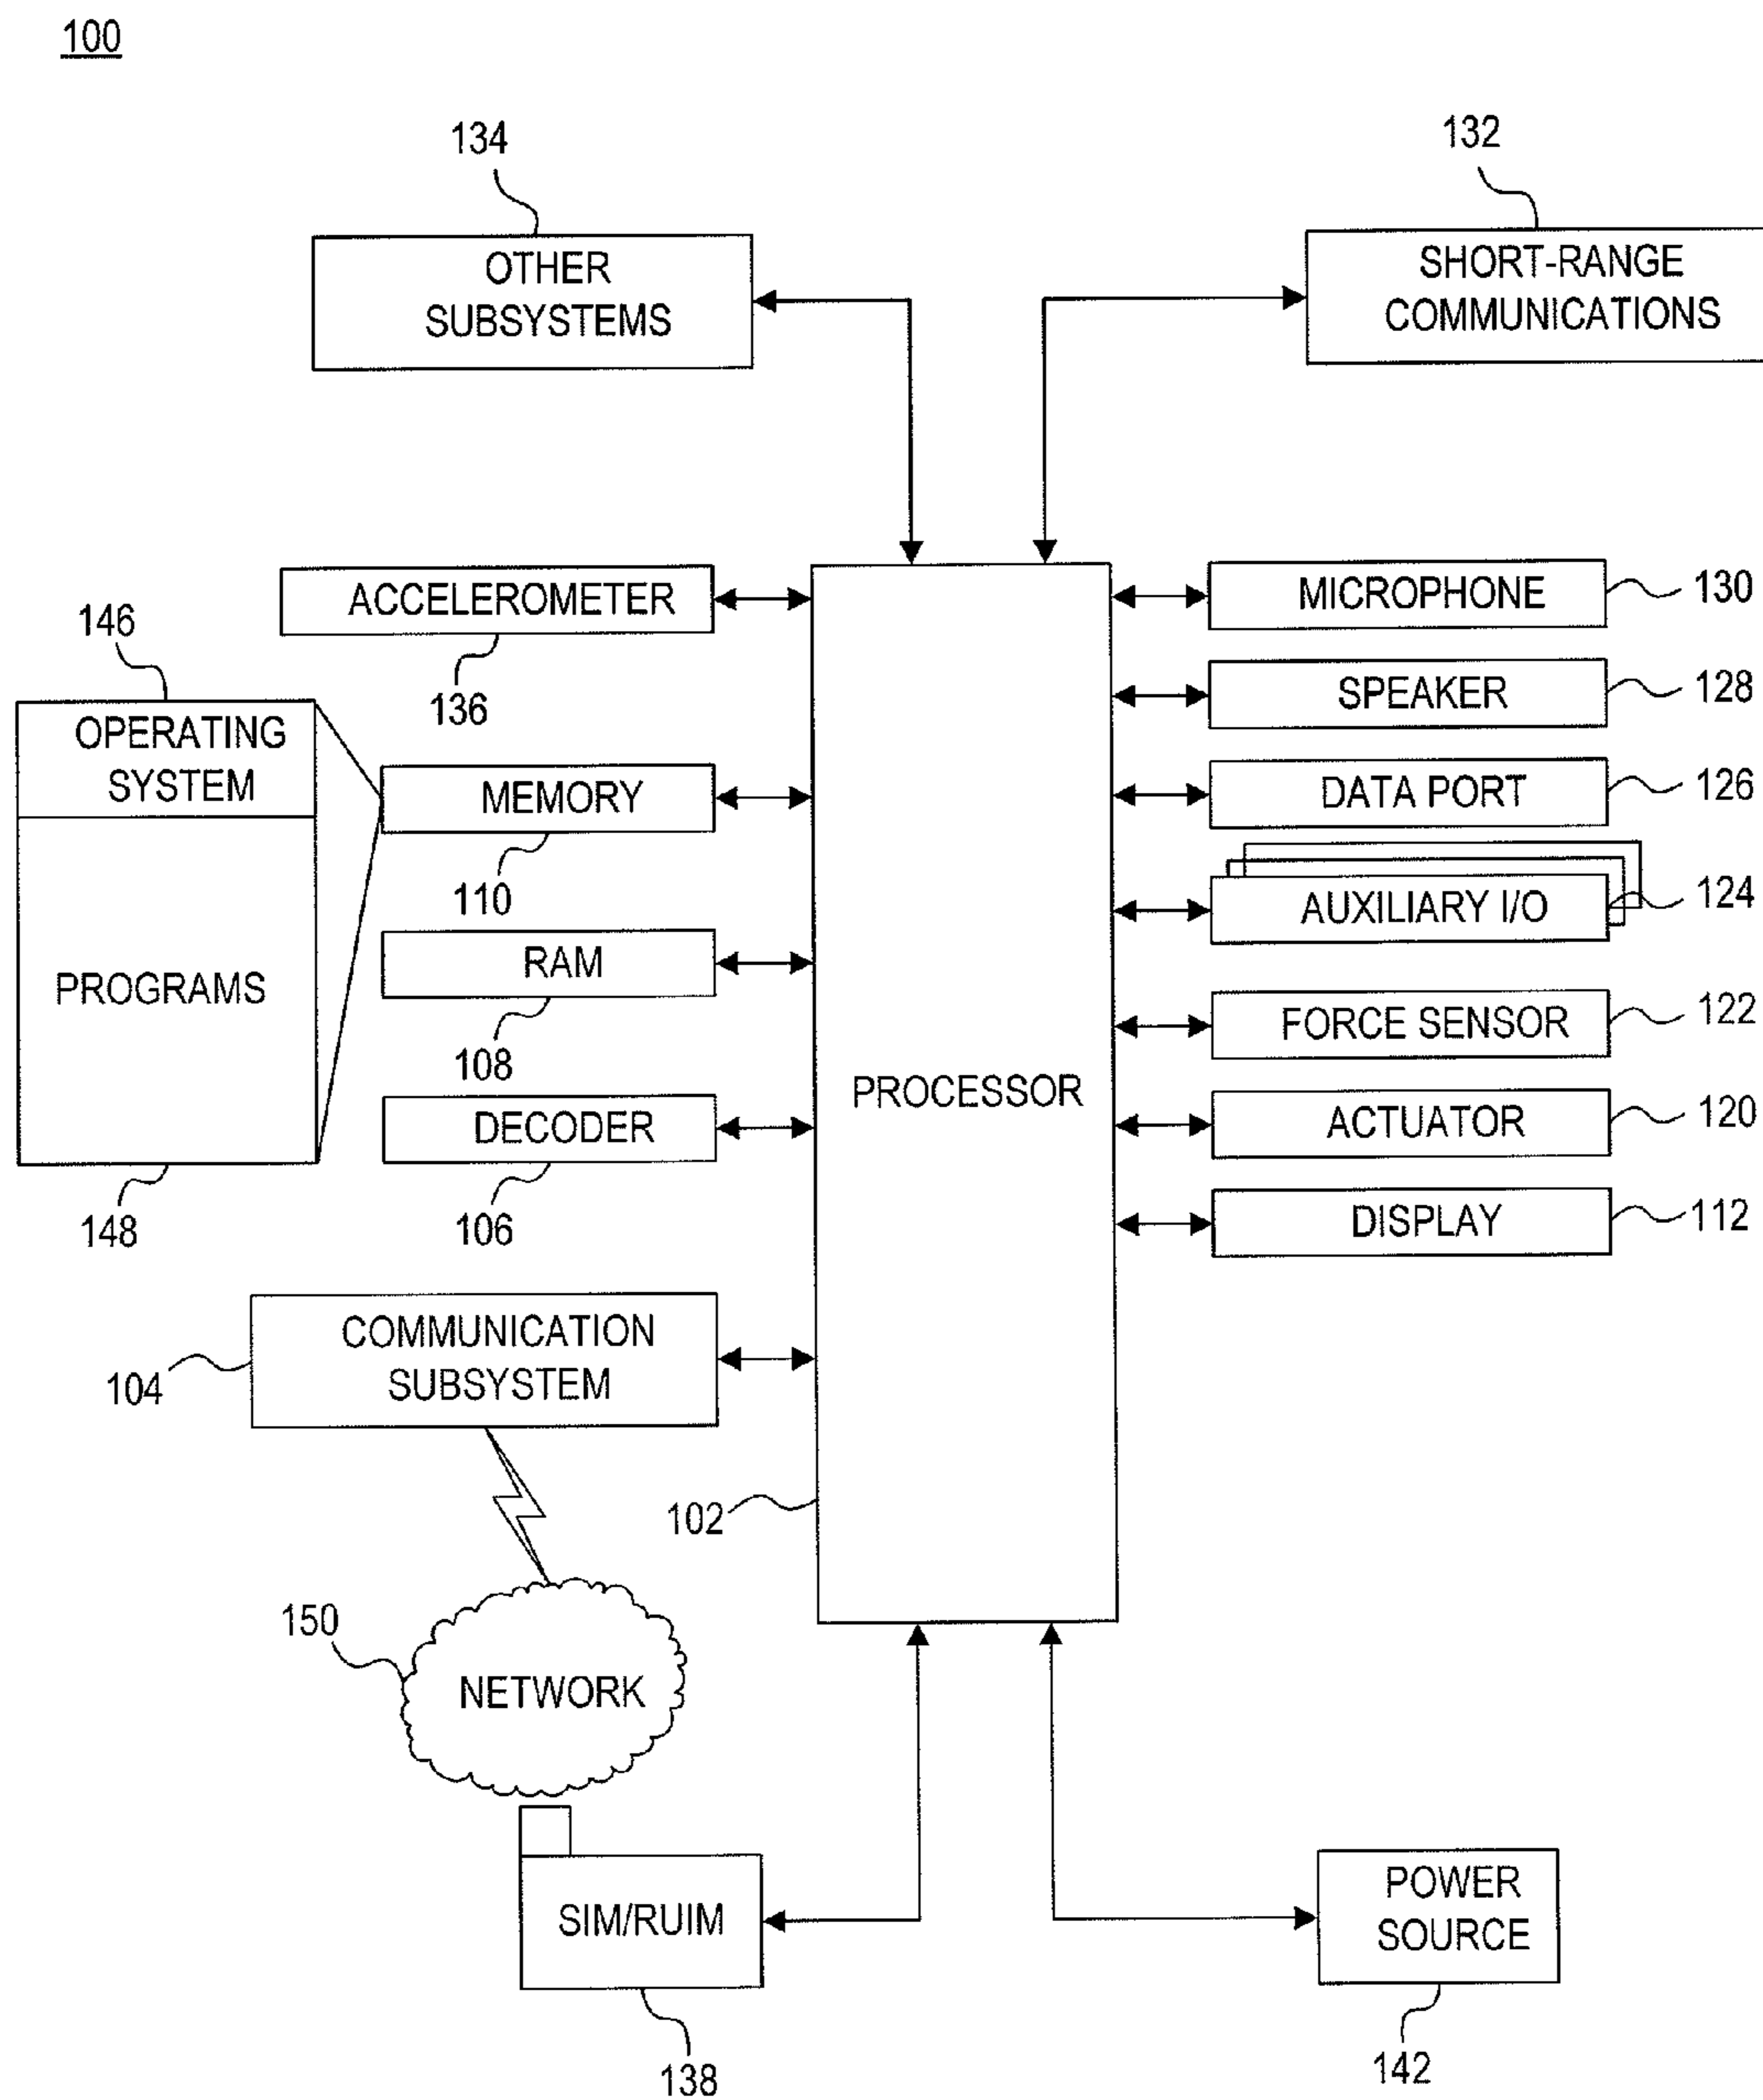 100
134
132
OTHER
SUBSYSTEMS
SHORT-RANGE
COMMUNICATIONS
ACCELEROMETER
136
MICROPHONE
130
146
OPERATING
SYSTEM
PROGRAMS
148
SPEAKER
128
MEMORY
110
DATA PORT
126
AUXILIARY I/O
124
RAM
108
FORCE SENSOR
122
PROCESSOR
DECODER
106
ACTUATOR
120
DISPLAY
112
COMMUNICATION
SUBSYSTEM
104
102
150
NETWORK
SIM/RUIM
138
POWER
SOURCE
142